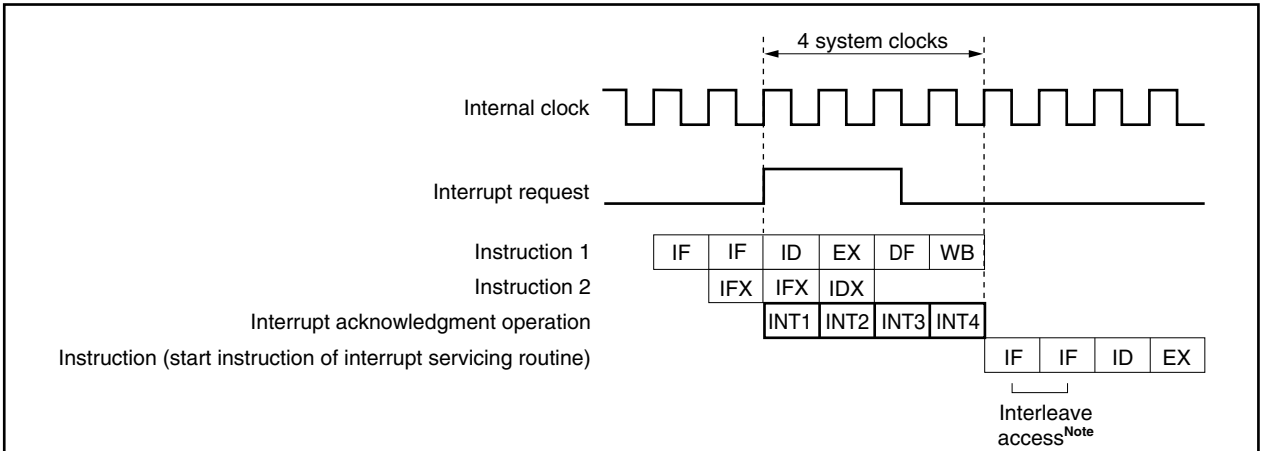 4 system clocks
Internal clock
Interrupt request
Instruction 1 IF IF ID EX DF WB
Instruction 2 IFX IFX IDX
Interrupt acknowledgment operation INT1 INT2 INT3 INT4
Instruction (start instruction of interrupt servicing routine) IF IF ID EX
Interleave
accessNote